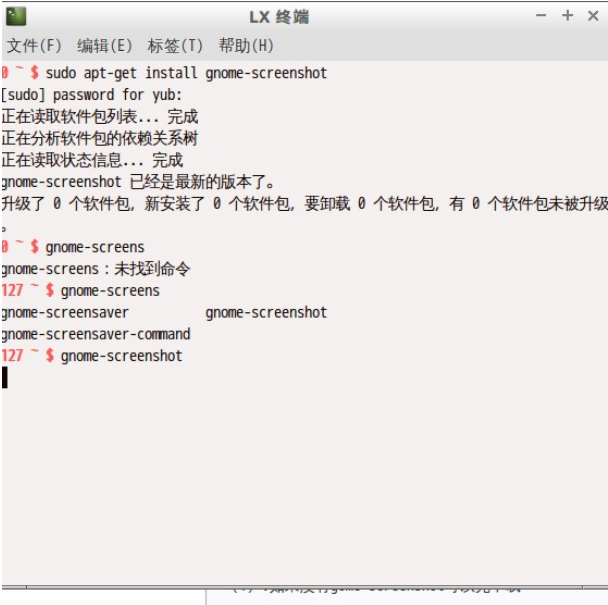 LX 终端
文件(F) 编辑(E) 标签(T) 帮助(H)
0 ~ $ sudo apt-get install gnome-screenshot
[sudo] password for yub:
正在读取软件包列表... 完成
正在分析软件包的依赖关系树
正在读取状态信息... 完成
gnome-screenshot 已经是最新的版本了。
升级了 0 个软件包, 新安装了 0 个软件包, 要卸载 0 个软件包, 有 0 个软件包未被升级
。
0 ~ $ gnome-screens
gnome-screens：未找到命令
127 ~ $ gnome-screens
gnome-screensaver gnome-screenshot
gnome-screensaver-command
127 ~ $ gnome-screenshot